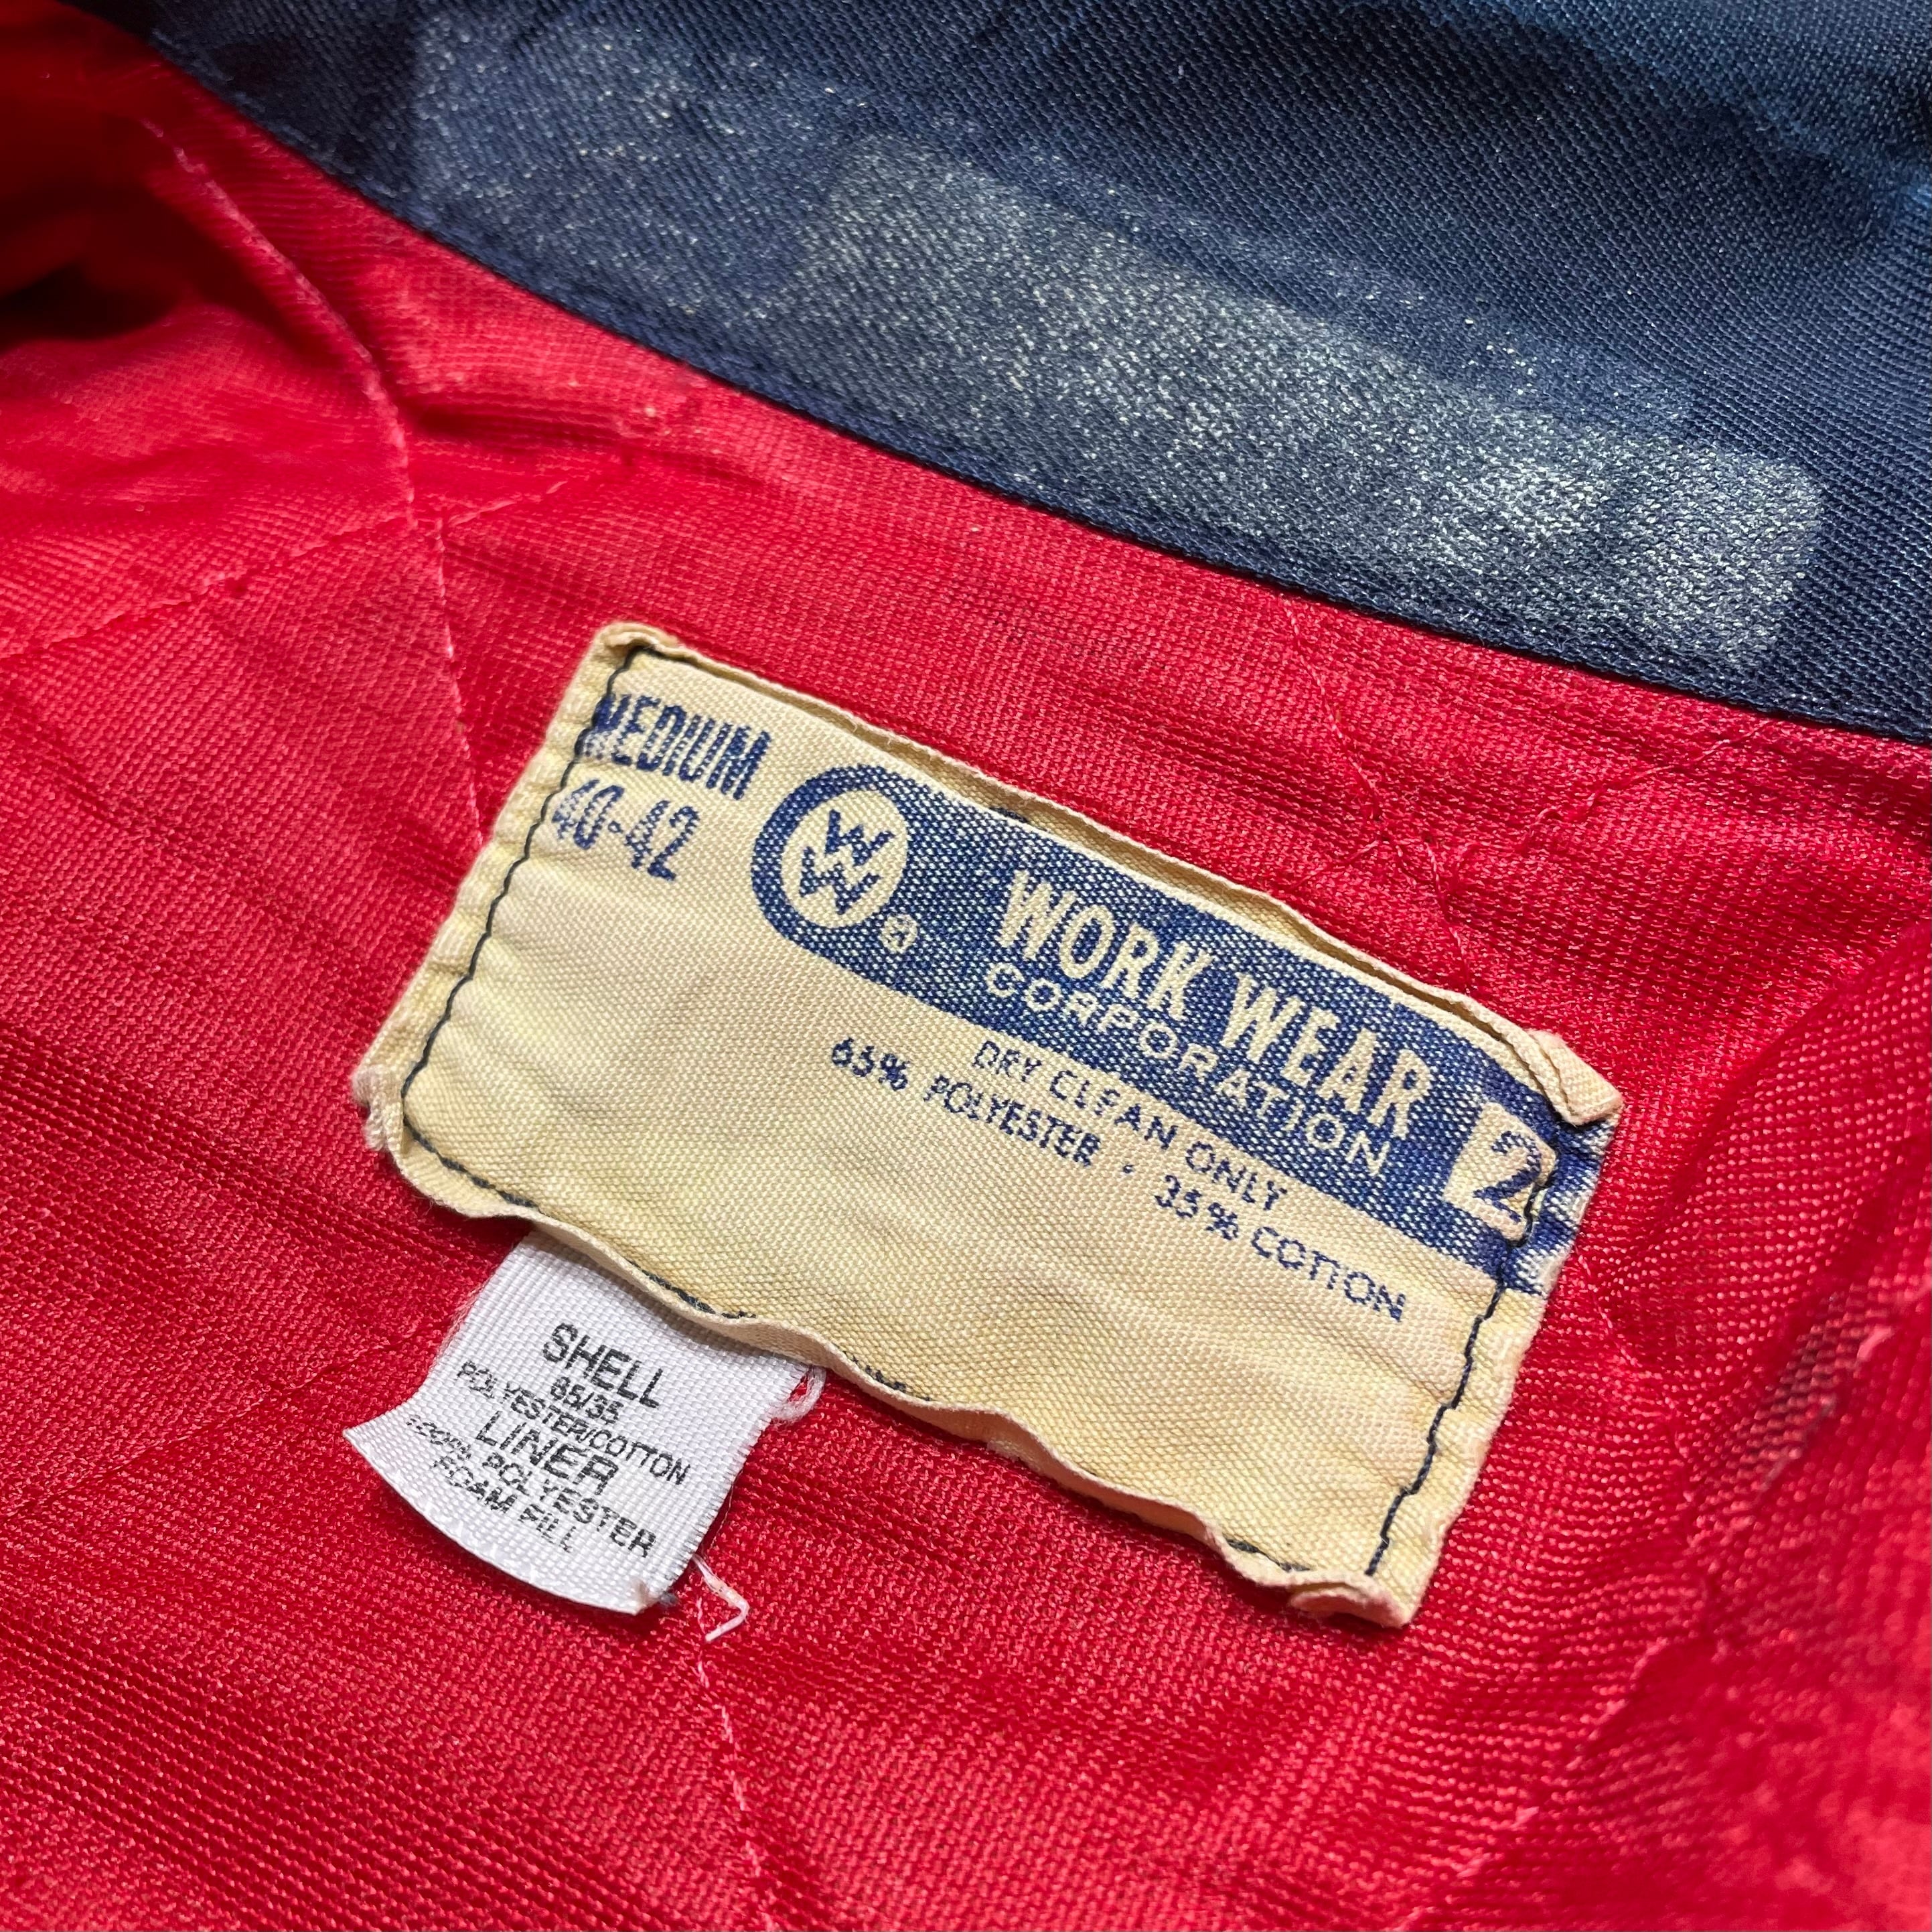 MEDIUM
40-42
WW
®
WORK WEAR
CORPORATION
2
DRY CLEAN ONLY
65% POLYESTER · 35% COTTON
SHELL
65/35
POLYESTER/COTTON
LINER
100% POLYESTER
FOAM FILL